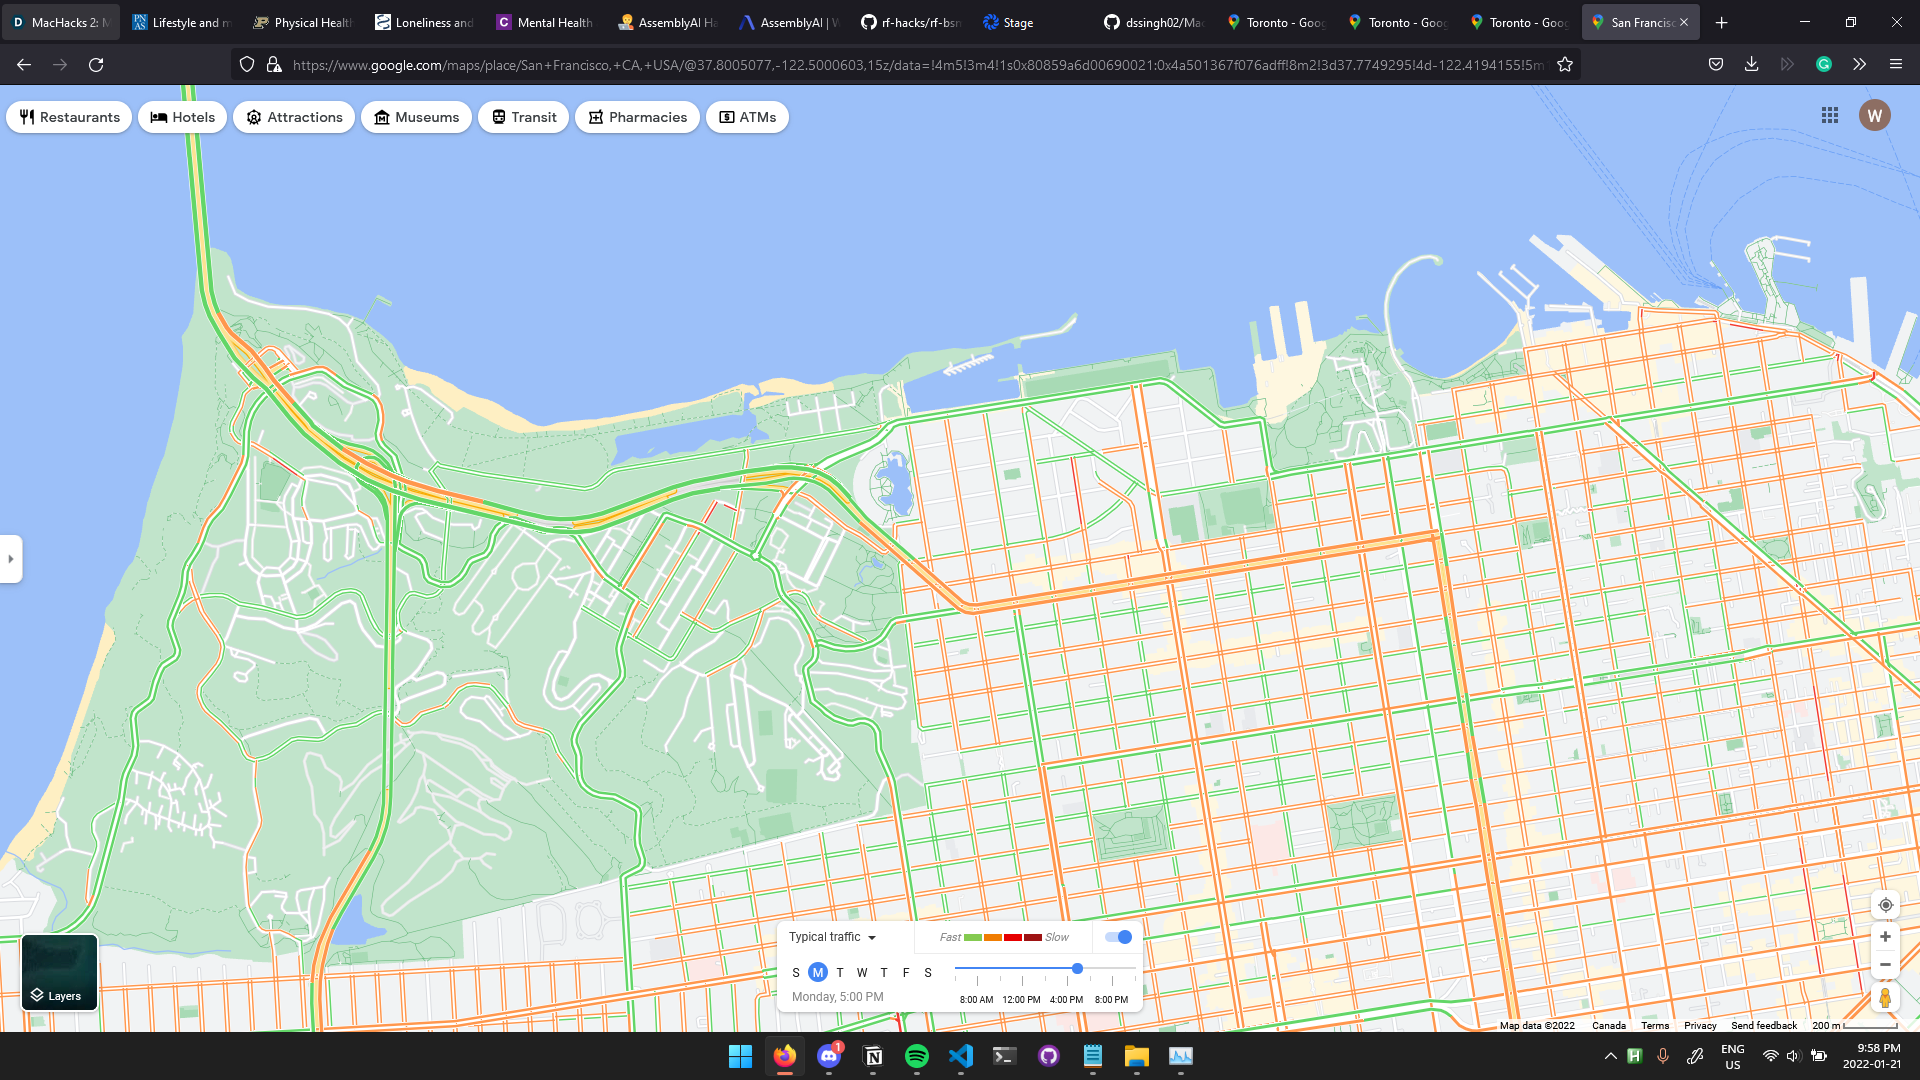 MacHacks 2: M
Lifestyle and m
Physical Health
Loneliness and
Mental Health
AssemblyAI Ha
AssemblyAI | W
rf-hacks/rf-bsn
Stage
dssingh02/Mac
Toronto - Goog
Toronto - Goog
Toronto - Goog
San Francisc
https://www.google.com/maps/place/San+Francisco,+CA,+USA/@37.8005077,-122.5000603,15z/data=!4m5!3m4!1s0x80859a6d00690021:0x4a501367f076adff!8m2!3d37.7749295!4d-122.4194155!5m1
Restaurants
Hotels
Attractions
Museums
Transit
Pharmacies
ATMs
W
Typical traffic
Fast
Slow
S M T W T F S
Monday, 5:00 PM
8:00 AM 12:00 PM 4:00 PM 8:00 PM
Layers
Map data ©2022 Canada Terms Privacy Send feedback 200 m
1
ENG
US
9:58 PM
2022-01-21